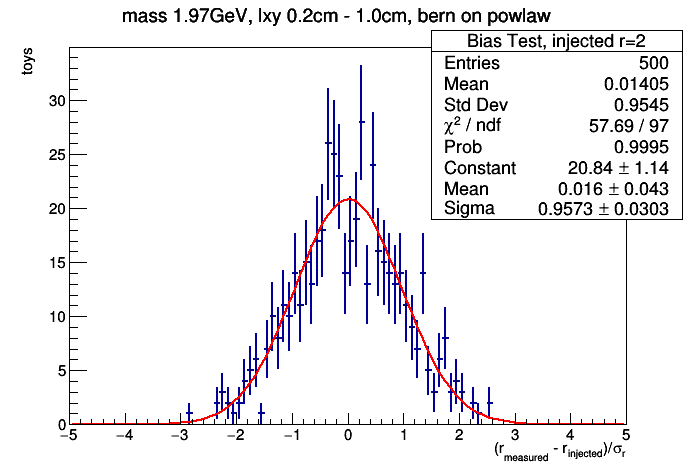 mass 1.97GeV, lxy 0.2cm - 1.0cm, bern on powlaw
Bias Test, injected r=2
Entries 500
Mean 0.01405
Std Dev 0.9545
χ² / ndf 57.69 / 97
Prob 0.9995
Constant 20.84 ± 1.14
Mean 0.016 ± 0.043
Sigma 0.9573 ± 0.0303
toys
30
25
20
15
10
5
0
−5 −4 −3 −2 −1 0 1 2 3 4 5
(r_measured - r_injected)/σ_r